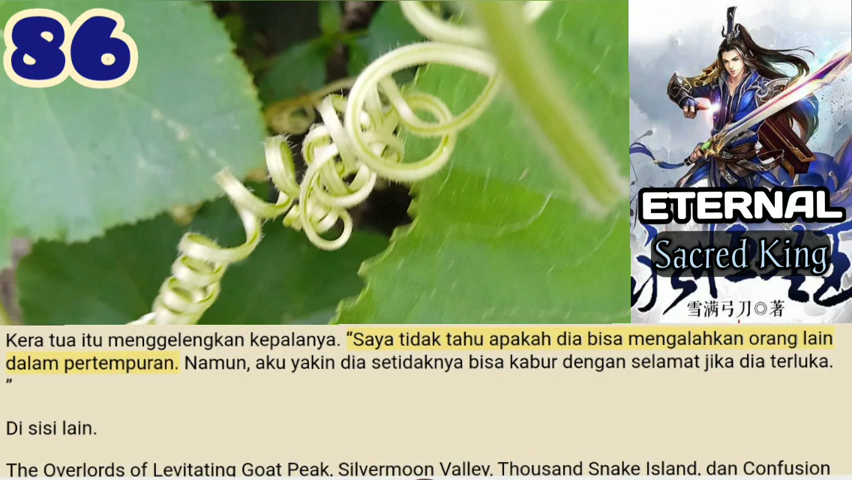 86
ETERNAL
Sacred King
雪满弓刀◎著
Kera tua itu menggelengkan kepalanya. “Saya tidak tahu apakah dia bisa mengalahkan orang lain
dalam pertempuran. Namun, aku yakin dia setidaknya bisa kabur dengan selamat jika dia terluka.
”
Di sisi lain.
The Overlords of Levitating Goat Peak, Silvermoon Valley, Thousand Snake Island, dan Confusion